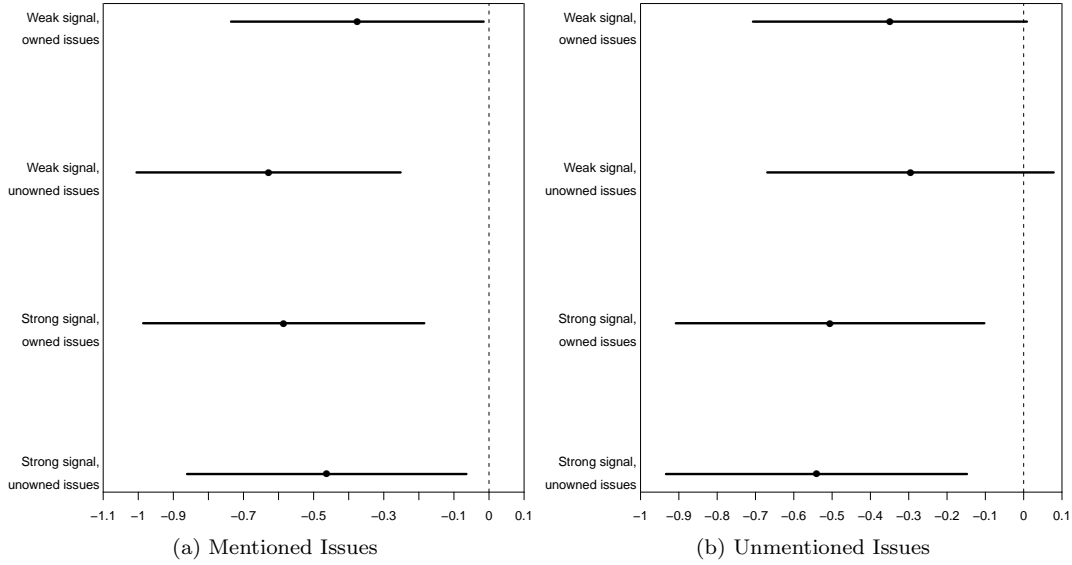 Weak signal,
owned issues
Weak signal,
unowned issues
Strong signal,
owned issues
Strong signal,
unowned issues
−1.1 −1 −0.9 −0.7 −0.5 −0.3 −0.1 0 0.1
(a) Mentioned Issues
Weak signal,
owned issues
Weak signal,
unowned issues
Strong signal,
owned issues
Strong signal,
unowned issues
−1 −0.9 −0.8 −0.7 −0.6 −0.5 −0.4 −0.3 −0.2 −0.1 0 0.1
(b) Unmentioned Issues